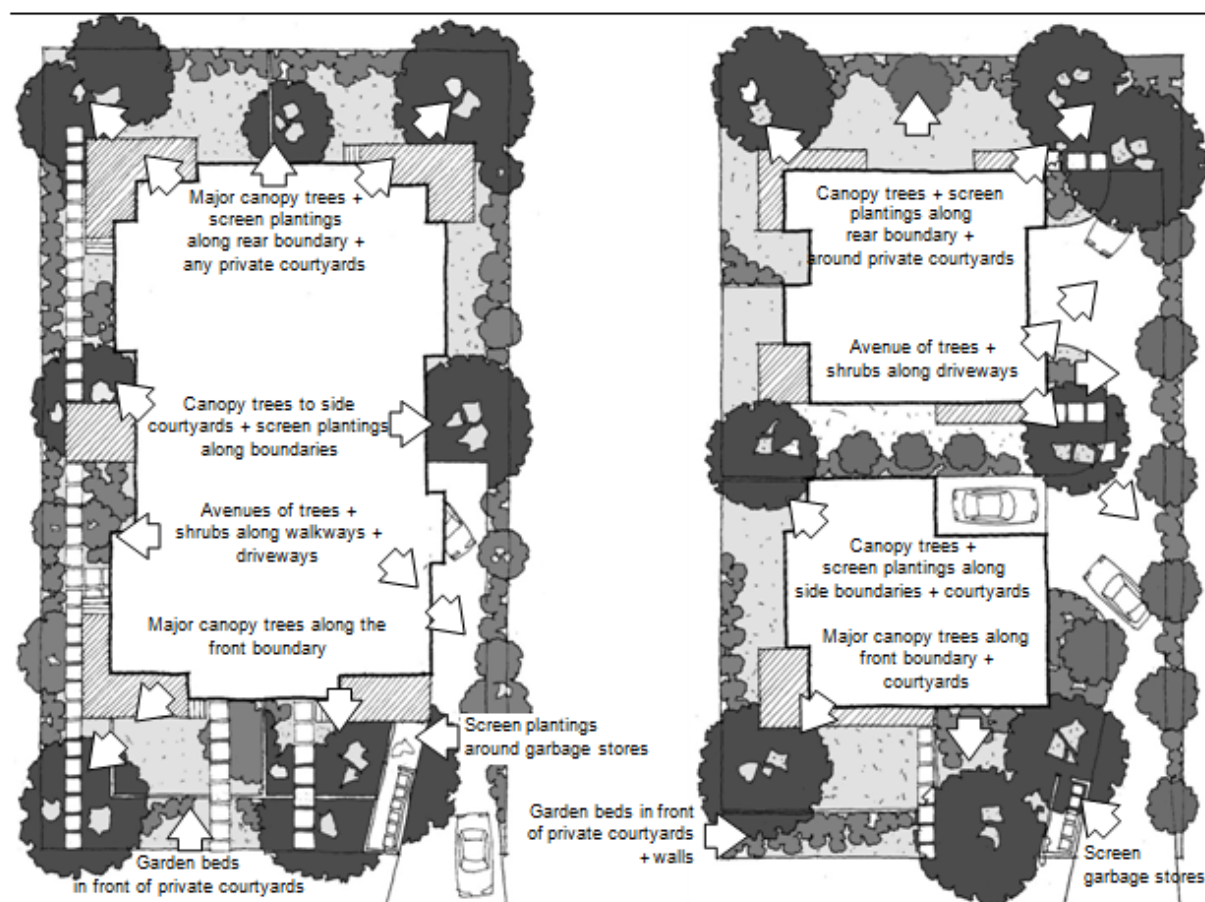 Major canopy trees +
screen plantings
along rear boundary +
any private courtyards
Canopy trees to side
courtyards + screen plantings
along boundaries
Avenues of trees +
shrubs along walkways +
driveways
Major canopy trees along the
front boundary
Screen plantings
around garbage stores
Garden beds
in front of private courtyards
Canopy trees + screen
plantings along
rear boundary +
around private courtyards
Avenue of trees +
shrubs along driveways
Canopy trees +
screen plantings along
side boundaries + courtyards
Major canopy trees along
front boundary +
courtyards
Garden beds in front
of private courtyards
+ walls
Screen
garbage stores